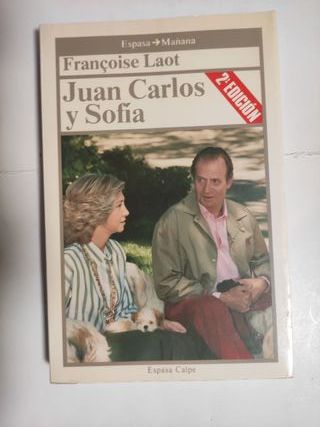 Espasa → Mañana
Françoise Laot
Juan Carlos
y Sofía
2ª EDICIÓN
Espasa Calpe